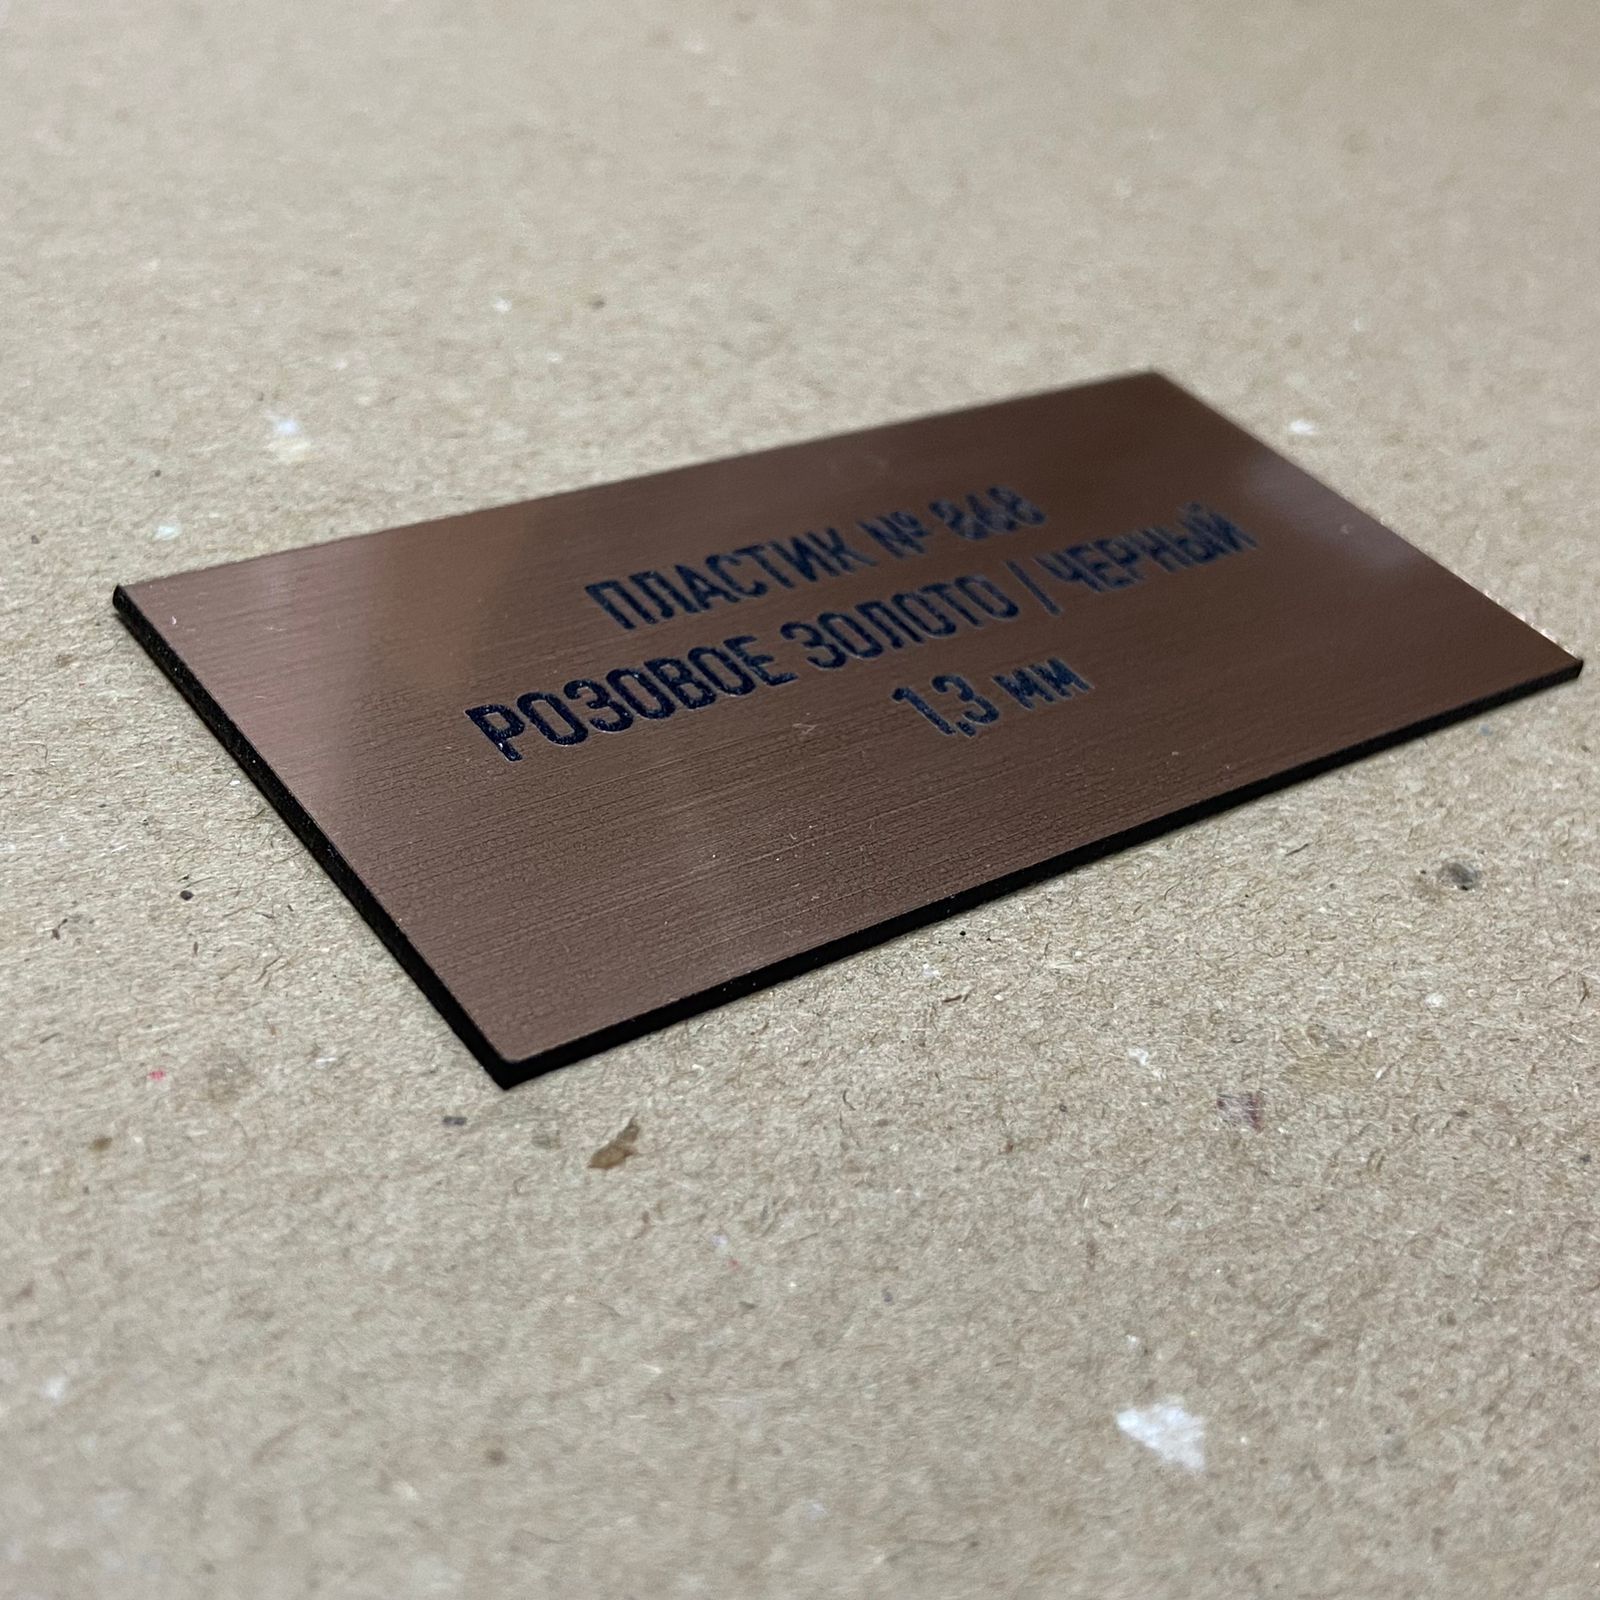 ПЛАСТИК № 868
РОЗОВОЕ ЗОЛОТО / ЧЕРНЫЙ
1,3 мм